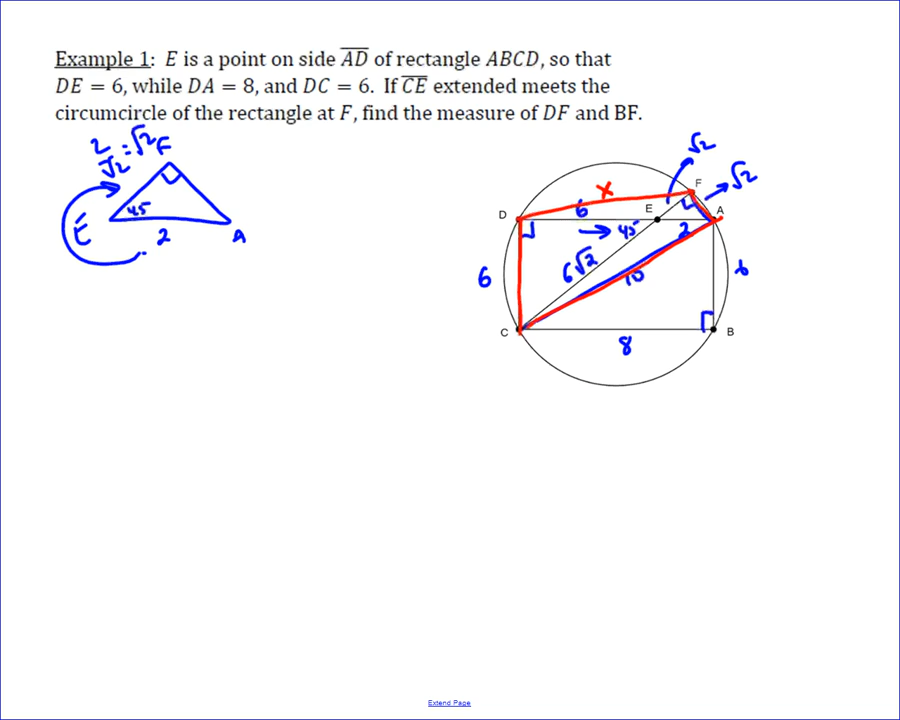 Example 1: E is a point on side AD of rectangle ABCD, so that
DE = 6, while DA = 8, and DC = 6. If CE extended meets the
circumcircle of the rectangle at F, find the measure of DF and BF.
2/√2 = √2
F
45
E
2
A
√2
√2
F
x
D
6
E
A
45
2
6
6√2
10
6
C
B
8
Extend Page